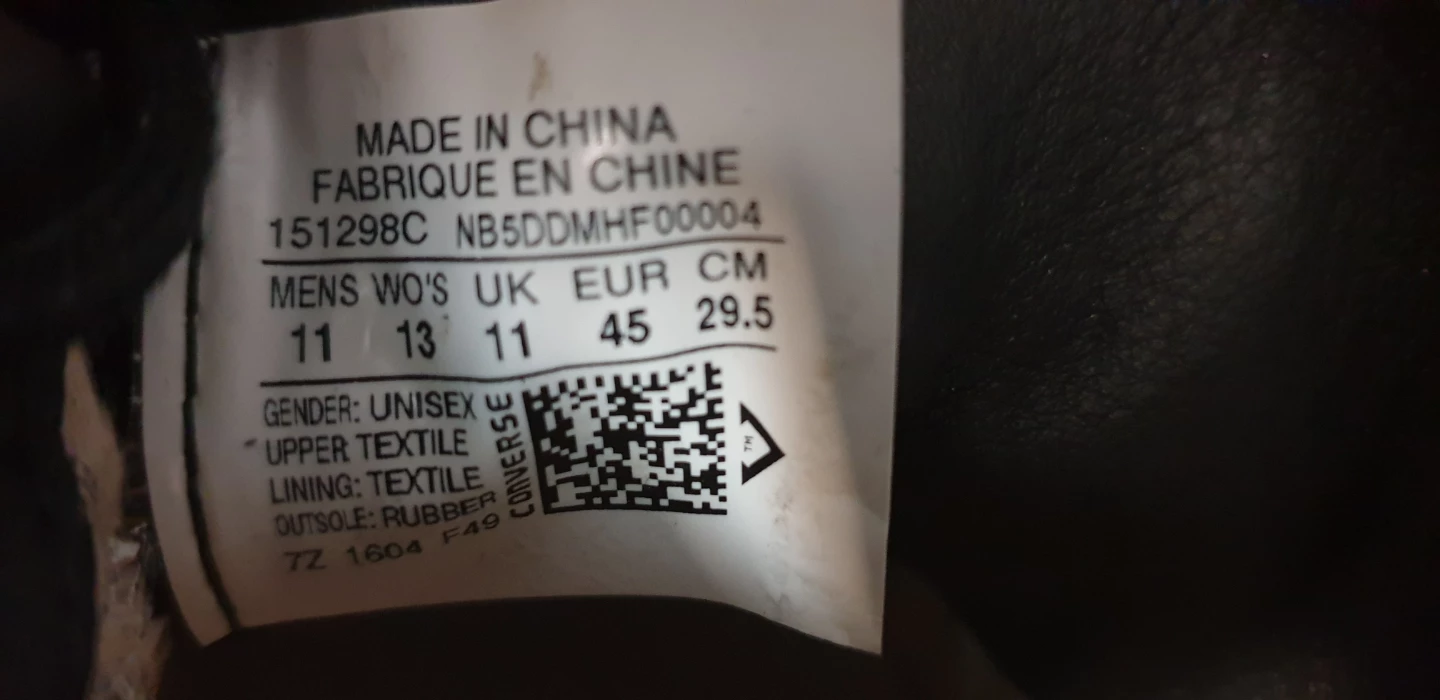 MADE IN CHINA
FABRIQUE EN CHINE
151298C NB5DDMHF00004
MENS WO'S UK EUR CM
11 13 11 45 29.5
GENDER: UNISEX
UPPER TEXTILE
LINING: TEXTILE
OUTSOLE: RUBBER
7Z 1604 F49
CONVERSE
TM